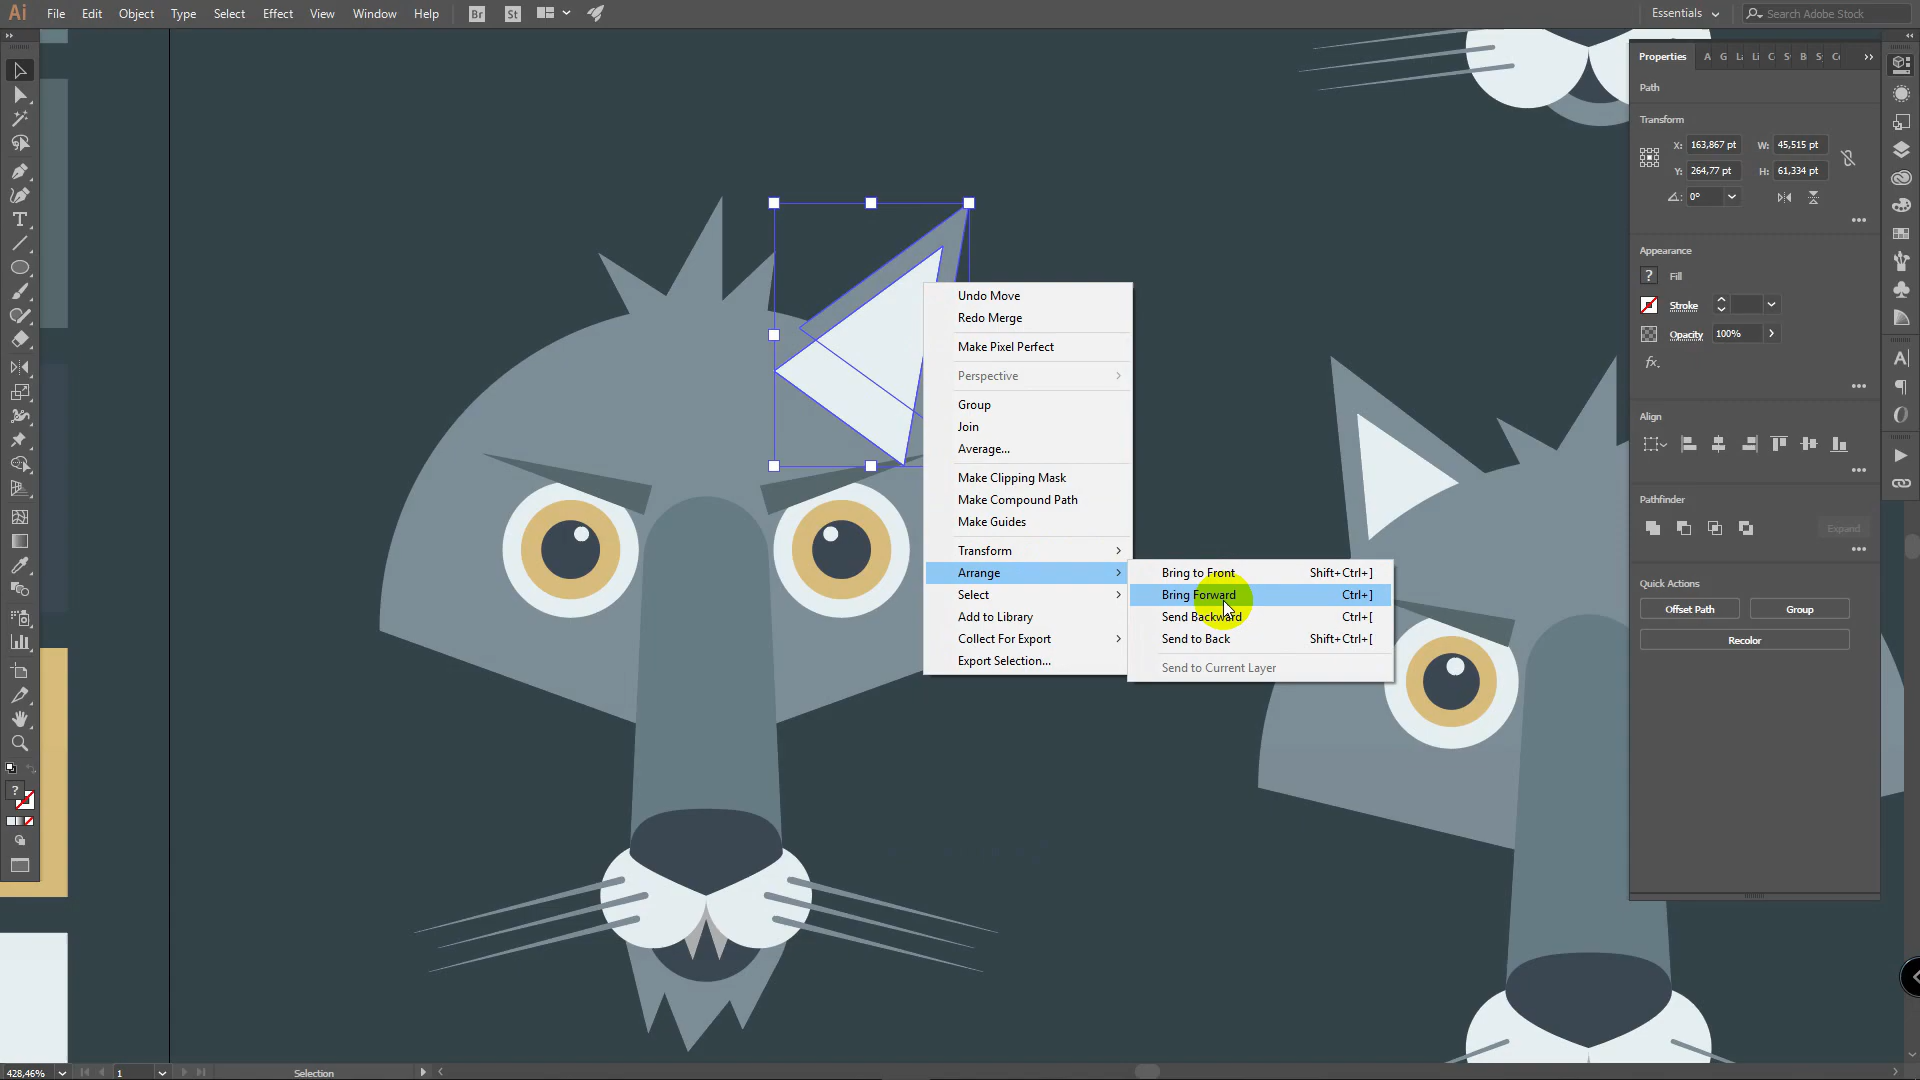 Ai File Edit Object Type Select Effect View Window Help Br St Essentials Search Adobe Stock
Properties A G La Li C S B S Co
Path
Transform
X: 163,867 pt W: 45,515 pt
Y: 264,77 pt H: 61,334 pt
0°
Appearance
? Fill
Stroke
Opacity 100%
fx.
Align
Pathfinder
Expand
Quick Actions
Offset Path Group
Recolor
Undo Move
Redo Merge
Make Pixel Perfect
Perspective
Group
Join
Average...
Make Clipping Mask
Make Compound Path
Make Guides
Transform
Arrange
Select
Add to Library
Collect For Export
Export Selection...
Bring to Front Shift+Ctrl+]
Bring Forward Ctrl+]
Send Backward Ctrl+[
Send to Back Shift+Ctrl+[
Send to Current Layer
?
428,46% 1 Selection